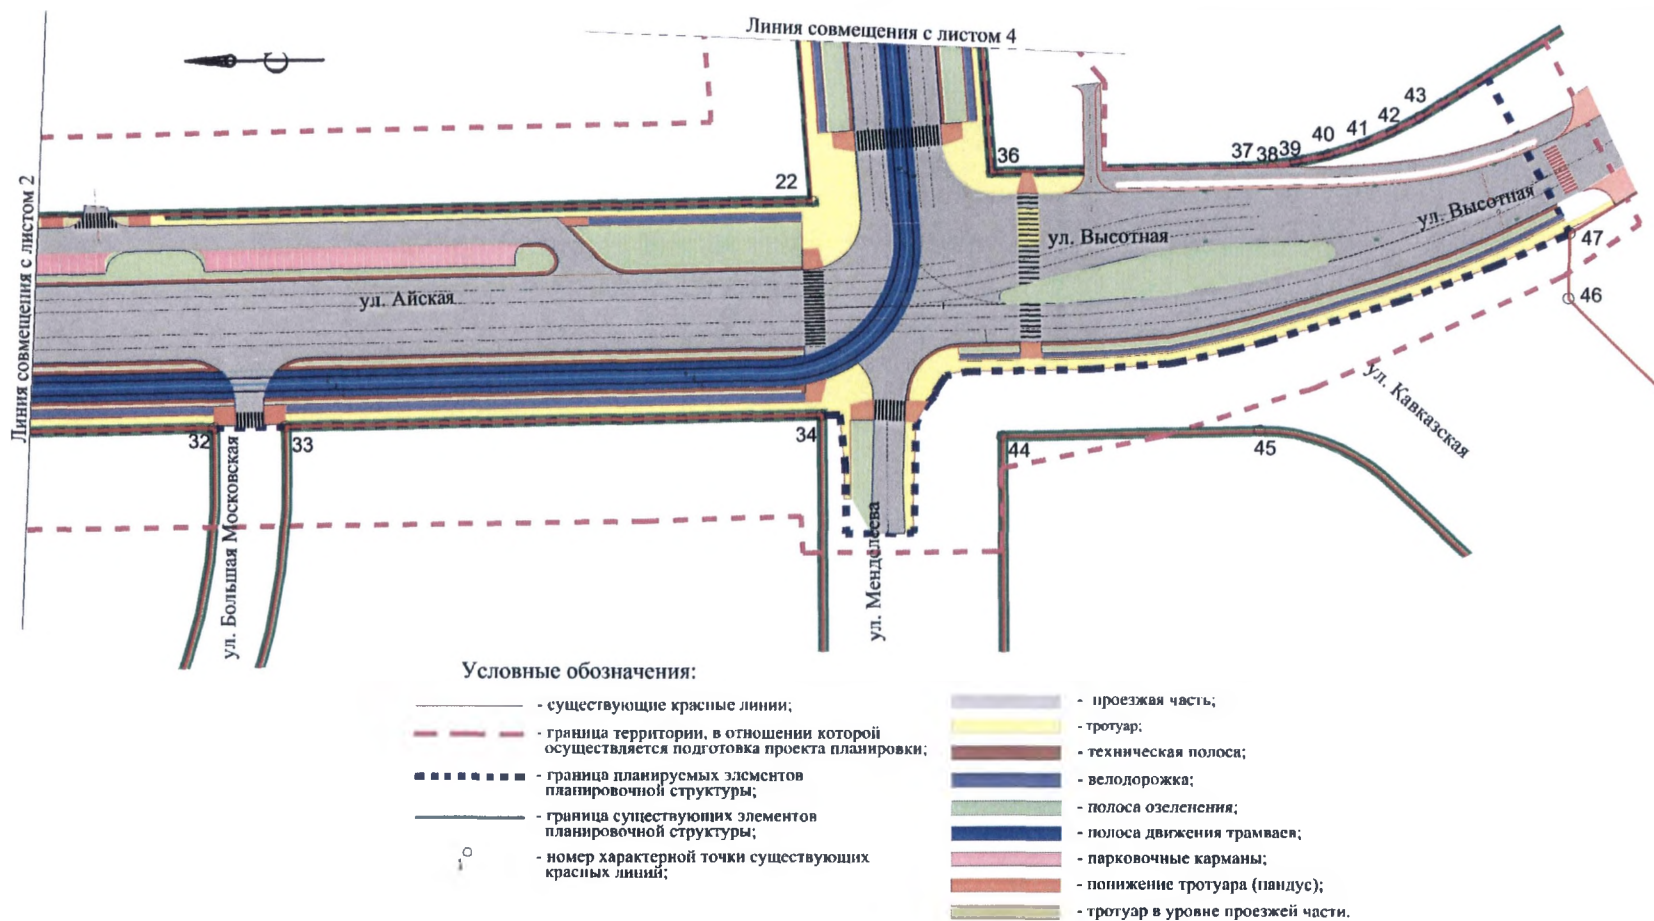 Линия совмещения с листом 4
С
Линия совмещения с листом 2
22
36
37
38
39
40
41
42
43
ул. Высотная
ул. Высотная
47
46
ул. Айская
ул. Кавказская
32
33
34
44
45
ул. Большая Московская
ул. Менделеева
Условные обозначения:
- существующие красные линии;
- граница территории, в отношении которой
осуществляется подготовка проекта планировки;
- граница планируемых элементов
планировочной структуры;
- граница существующих элементов
планировочной структуры;
- номер характерной точки существующих
красных линий;
- проезжая часть;
- тротуар;
- техническая полоса;
- велодорожка;
- полоса озеленения;
- полоса движения трамваев;
- парковочные карманы;
- понижение тротуара (пандус);
- тротуар в уровне проезжей части.